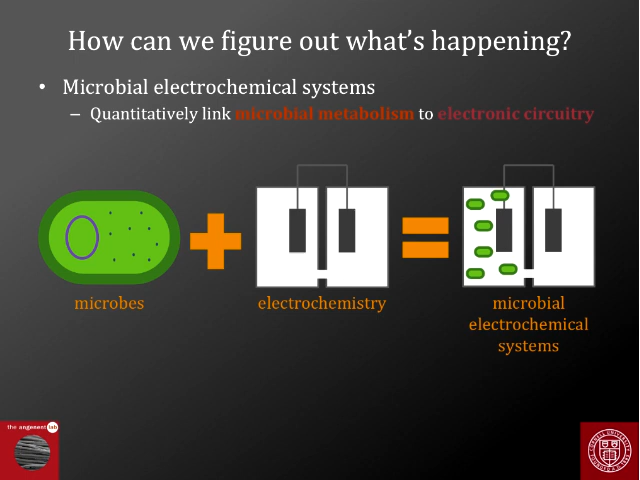 How can we figure out what's happening?
• Microbial electrochemical systems
– Quantitatively link microbial metabolism to electronic circuitry
microbes
electrochemistry
microbial
electrochemical
systems
the angenent lab